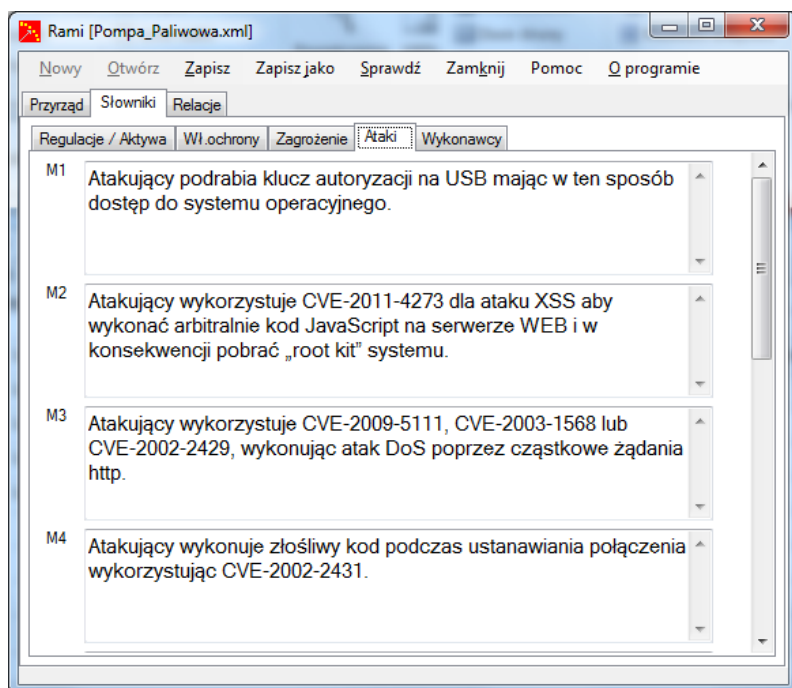 Rami [Pompa_Paliwowa.xml]
Nowy Otwórz Zapisz Zapisz jako Sprawdź Zamknij Pomoc O programie
Przyrząd Słowniki Relacje
Regulacje / Aktywa Wł.ochrony Zagrożenie Ataki Wykonawcy
M1
Atakujący podrabia klucz autoryzacji na USB mając w ten sposób
dostęp do systemu operacyjnego.
M2
Atakujący wykorzystuje CVE-2011-4273 dla ataku XSS aby
wykonać arbitralnie kod JavaScript na serwerze WEB i w
konsekwencji pobrać „root kit” systemu.
M3
Atakujący wykorzystuje CVE-2009-5111, CVE-2003-1568 lub
CVE-2002-2429, wykonując atak DoS poprzez cząstkowe żądania
http.
M4
Atakujący wykonuje złośliwy kod podczas ustanawiania połączenia
wykorzystując CVE-2002-2431.